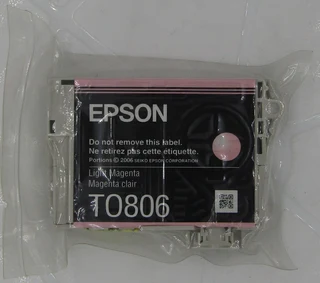 EPSON
Do not remove this label.
Ne retirez pas cette étiquette.
Portions © 2006 SEIKO EPSON CORPORATION
Light Magenta
Magenta clair
T0806